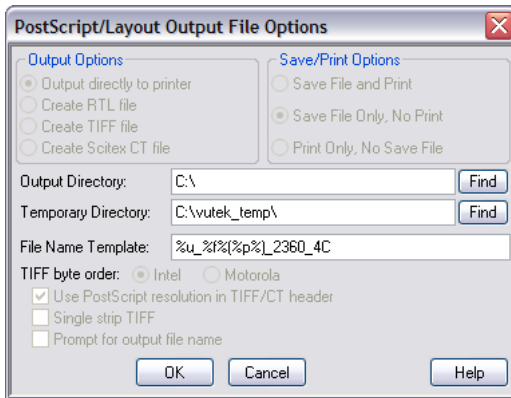 PostScript/Layout Output File Options
Output Options
Output directly to printer
Create RTL file
Create TIFF file
Create Scitex CT file
Save/Print Options
Save File and Print
Save File Only, No Print
Print Only, No Save File
Output Directory: C:\ Find
Temporary Directory: C:\vutek_temp\ Find
File Name Template: %u_%f%(%p%)_2360_4C
TIFF byte order: Intel Motorola
Use PostScript resolution in TIFF/CT header
Single strip TIFF
Prompt for output file name
OK Cancel Help